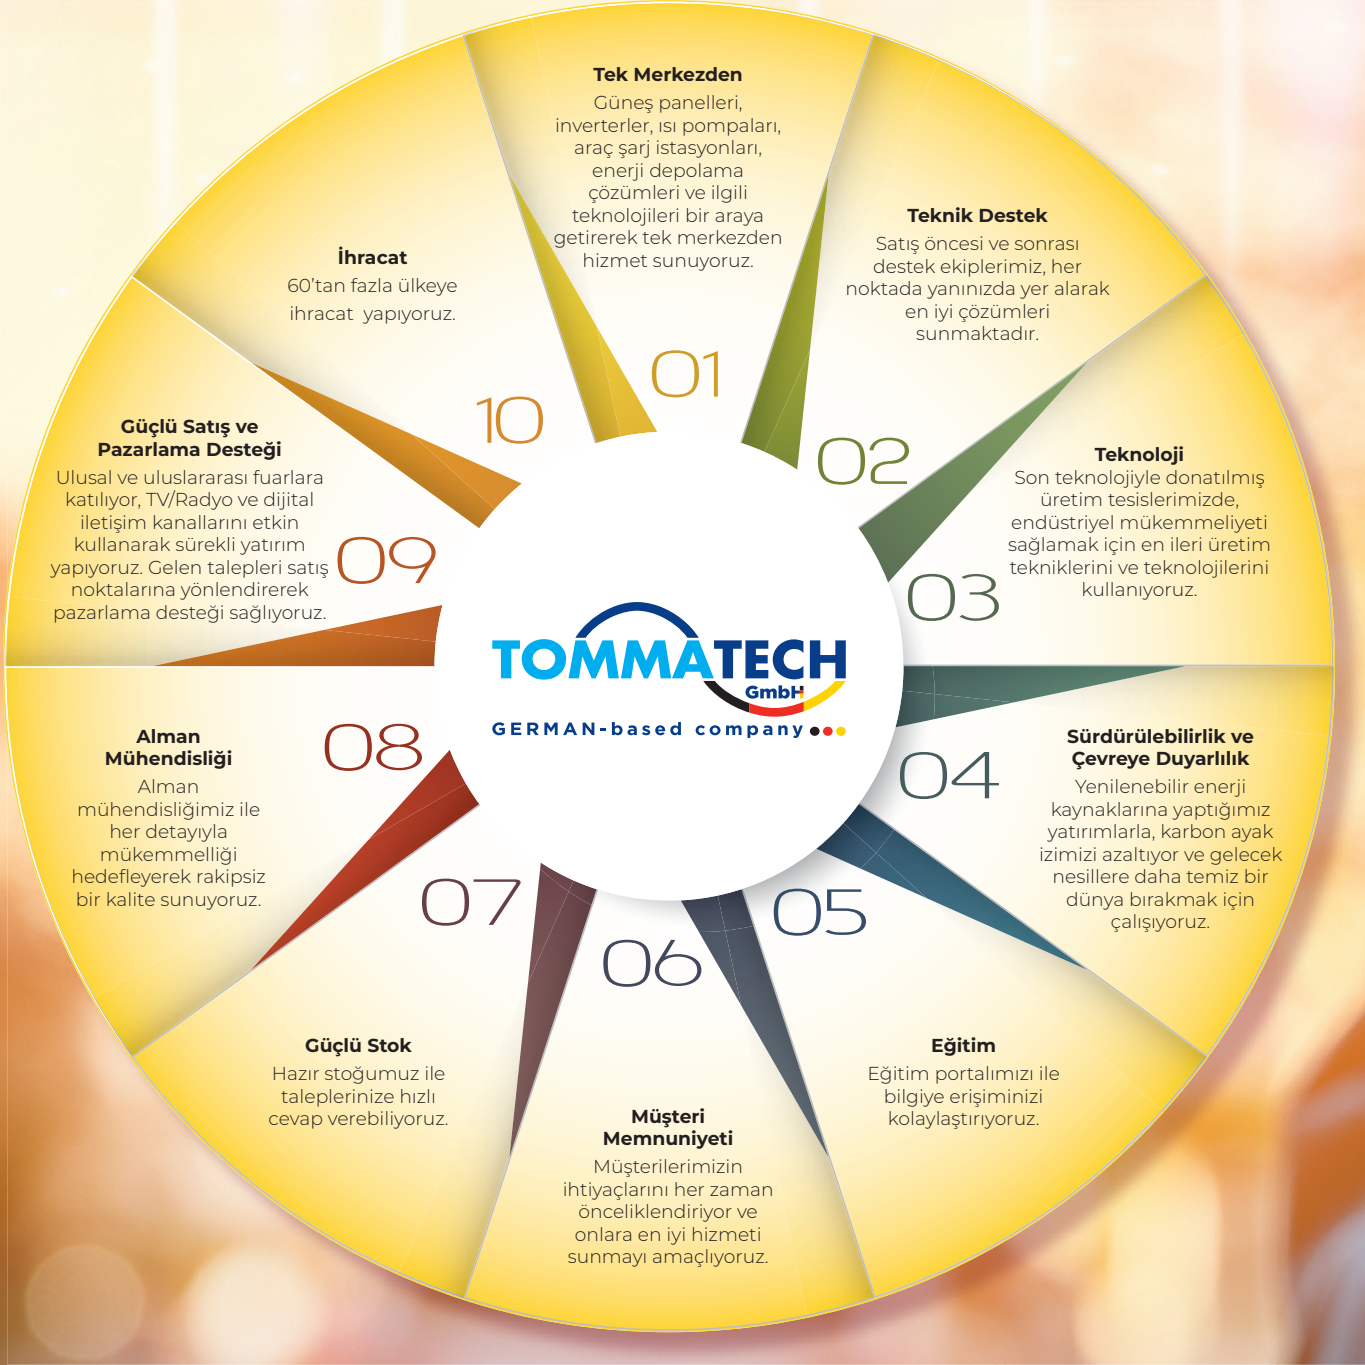 Tek Merkezden
Güneş panelleri,
inverterler, ısı pompaları,
araç şarj istasyonları,
enerji depolama
çözümleri ve ilgili
teknolojileri bir araya
getirerek tek merkezden
hizmet sunuyoruz.
01
Teknik Destek
Satış öncesi ve sonrası
destek ekiplerimiz, her
noktada yanınızda yer alarak
en iyi çözümleri
sunmaktadır.
02
Teknoloji
Son teknolojiyle donatılmış
üretim tesislerimizde,
endüstriyel mükemmeliyeti
sağlamak için en ileri üretim
tekniklerini ve teknolojilerini
kullanıyoruz.
03
Sürdürülebilirlik ve
Çevreye Duyarlılık
Yenilenebilir enerji
kaynaklarına yaptığımız
yatırımlarla, karbon ayak
izimizi azaltıyor ve gelecek
nesillere daha temiz bir
dünya bırakmak için
çalışıyoruz.
04
Eğitim
Eğitim portalımızı ile
bilgiye erişiminizi
kolaylaştırıyoruz.
05
Müşteri
Memnuniyeti
Müşterilerimizin
ihtiyaçlarını her zaman
önceliklendiriyor ve
onlara en iyi hizmeti
sunmayı amaçlıyoruz.
06
Güçlü Stok
Hazır stoğumuz ile
taleplerinize hızlı
cevap verebiliyoruz.
07
Alman
Mühendisliği
Alman
mühendisliğimiz ile
her detayıyla
mükemmelliği
hedefleyerek rakipsiz
bir kalite sunuyoruz.
08
Güçlü Satış ve
Pazarlama Desteği
Ulusal ve uluslararası fuarlara
katılıyor, TV/Radyo ve dijital
iletişim kanallarını etkin
kullanarak sürekli yatırım
yapıyoruz. Gelen talepleri satış
noktalarına yönlendirerek
pazarlama desteği sağlıyoruz.
09
İhracat
60'tan fazla ülkeye
ihracat yapıyoruz.
10
TOMMATECH
GmbH
GERMAN-based company